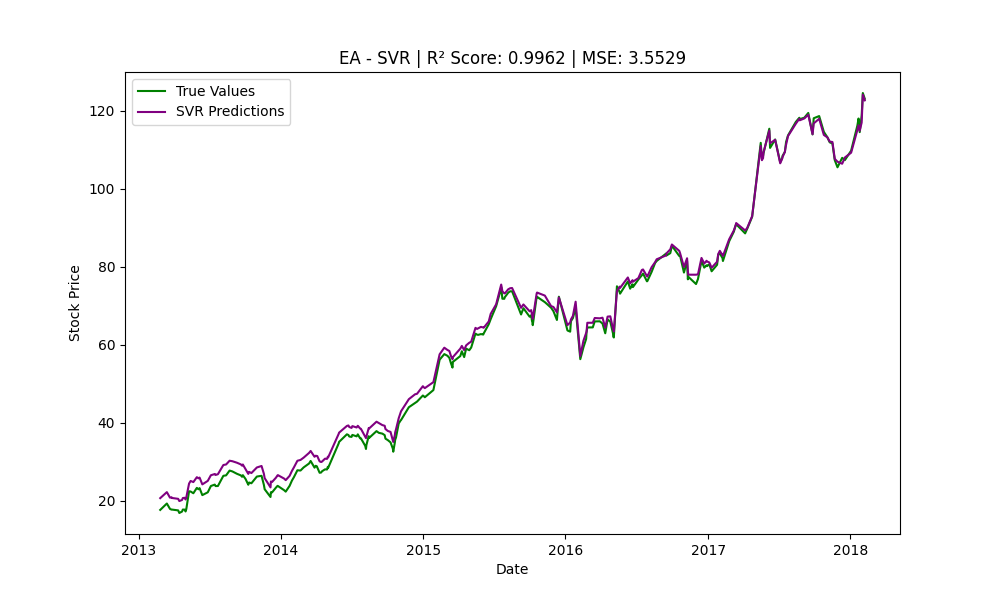 EA - SVR | R² Score: 0.9962 | MSE: 3.5529
True Values
SVR Predictions
120
100
80
60
40
20
Stock Price
2013 2014 2015 2016 2017 2018
Date